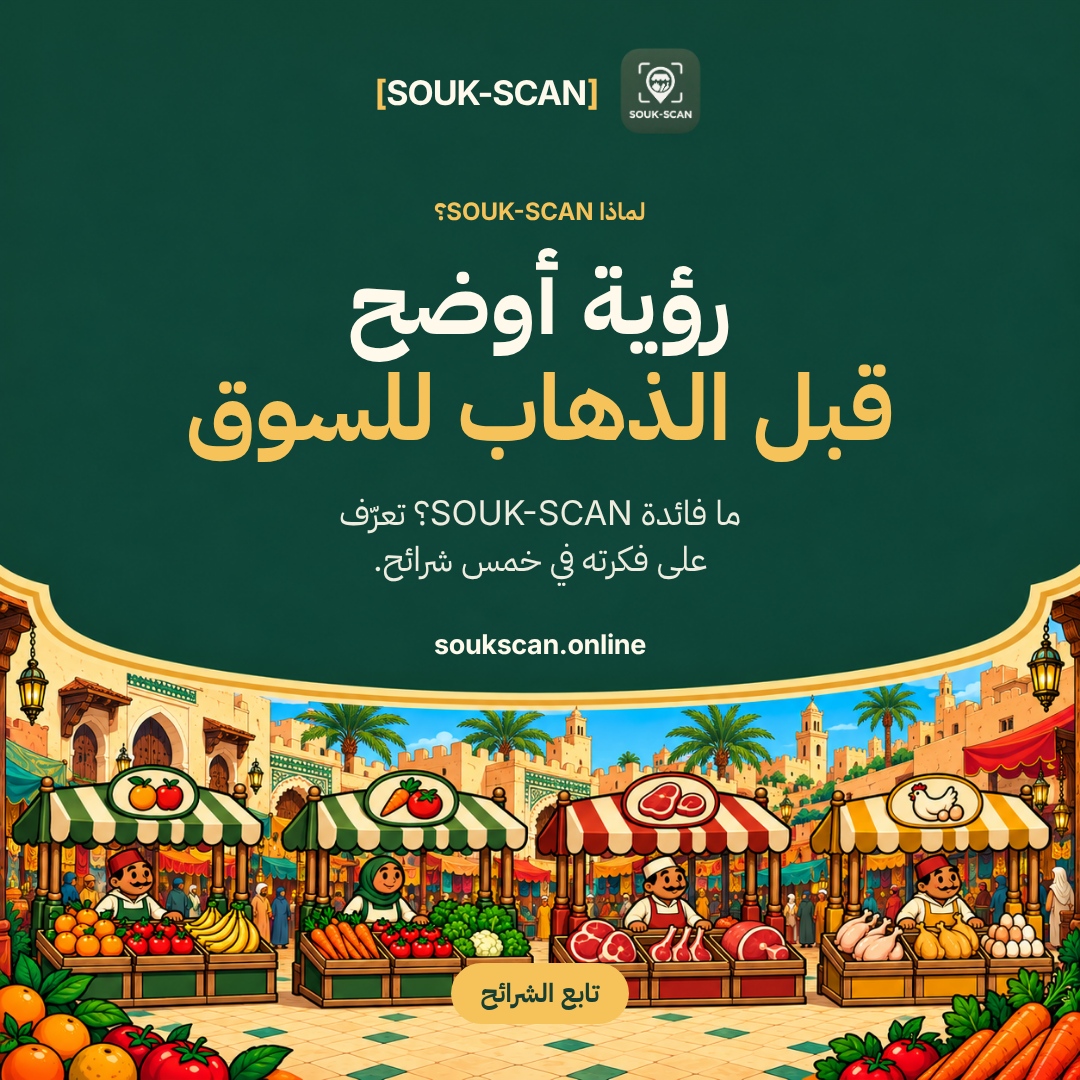 [SOUK-SCAN]
SOUK-SCAN
لماذا SOUK-SCAN؟
رؤية أوضح
قبل الذهاب للسوق
ما فائدة SOUK-SCAN؟ تعرّف
على فكرته في خمس شرائح.
soukscan.online
تابع الشرائح